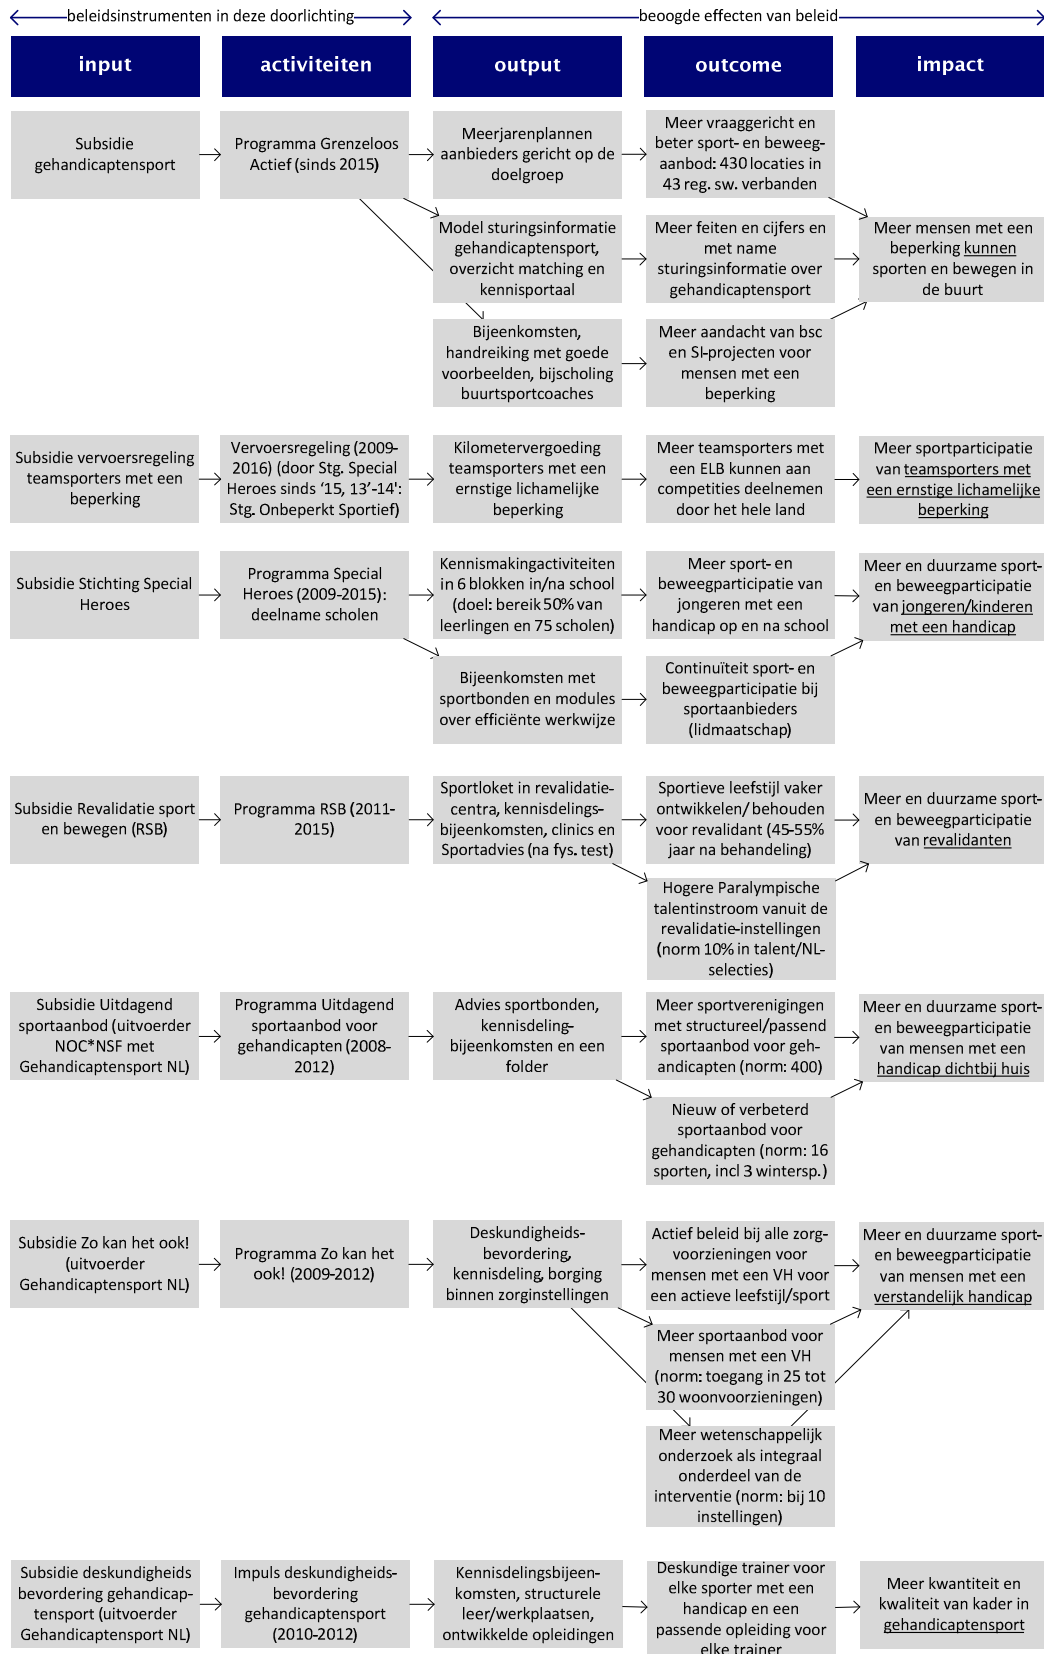 beleidsinstrumenten in deze doorlichting
beoogde effecten van beleid
input
activiteiten
output
outcome
impact
Subsidie
gehandicaptensport
Programma Grenzeloos
Actief (sinds 2015)
Meerjarenplannen
aanbieders gericht op de
doelgroep
Meer vraaggericht en
beter sport- en beweeg-
aanbod: 430 locaties in
43 reg. sw. verbanden
Model sturingsinformatie
gehandicaptensport,
overzicht matching en
kennisportaal
Meer feiten en cijfers en
met name
sturingsinformatie over
gehandicaptensport
Meer mensen met een
beperking kunnen
sporten en bewegen in
de buurt
Bijeenkomsten,
handreiking met goede
voorbeelden, bijscholing
buurtsportcoaches
Meer aandacht van bsc
en SI-projecten voor
mensen met een
beperking
Subsidie vervoersregeling
teamsporters met een
beperking
Vervoersregeling (2009-
2016) (door Stg. Special
Heroes sinds ‘15, 13’-14':
Stg. Onbeperkt Sportief)
Kilometervergoeding
teamsporters met een
ernstige lichamelijke
beperking
Meer teamsporters met
een ELB kunnen aan
competities deelnemen
door het hele land
Meer sportparticipatie
van teamsporters met
een ernstige lichamelijke
beperking
Subsidie Stichting Special
Heroes
Programma Special
Heroes (2009-2015):
deelname scholen
Kennismakingactiviteiten
in 6 blokken in/na school
(doel: bereik 50% van
leerlingen en 75 scholen)
Meer sport- en
beweegparticipatie van
jongeren met een
handicap op en na school
Meer en duurzame sport-
en beweegparticipatie
van jongeren/kinderen
met een handicap
Bijeenkomsten met
sportbonden en modules
over efficiënte werkwijze
Continuïteit sport- en
beweegparticipatie bij
sportaanbieders
(lidmaatschap)
Subsidie Revalidatie sport
en bewegen (RSB)
Programma RSB (2011-
2015)
Sportloket in revalidatie-
centra, kennisdelings-
bijeenkomsten, clinics en
Sportadvies (na fys. test)
Sportieve leefstijl vaker
ontwikkelen/ behouden
voor revalidant (45-55%
jaar na behandeling)
Meer en duurzame sport-
en beweegparticipatie
van revalidanten
Hogere Paralympische
talentinstroom vanuit de
revalidatie-instellingen
(norm 10% in talent/NL-
selecties)
Subsidie Uitdagend
sportaanbod (uitvoerder
NOC*NSF met
Gehandicaptensport NL)
Programma Uitdagend
sportaanbod voor
gehandicapten (2008-
2012)
Advies sportbonden,
kennisdeling-
bijeenkomsten en een
folder
Meer sportverenigingen
met structureel/passend
sportaanbod voor geh-
andicapten (norm: 400)
Meer en duurzame sport-
en beweegparticipatie
van mensen met een
handicap dichtbij huis
Nieuw of verbeterd
sportaanbod voor
gehandicapten (norm: 16
sporten, incl 3 wintersp.)
Subsidie Zo kan het ook!
(uitvoerder
Gehandicaptensport NL)
Programma Zo kan het
ook! (2009-2012)
Deskundigheids-
bevordering,
kennisdeling, borging
binnen zorginstellingen
Actief beleid bij alle zorg-
voorzieningen voor
mensen met een VH voor
een actieve leefstijl/sport
Meer en duurzame sport-
en beweegparticipatie
van mensen met een
verstandelijk handicap
Meer sportaanbod voor
mensen met een VH
(norm: toegang in 25 tot
30 woonvoorzieningen)
Meer wetenschappelijk
onderzoek als integraal
onderdeel van de
interventie (norm: bij 10
instellingen)
Subsidie deskundigheids
bevordering gehandicap-
tensport (uitvoerder
Gehandicaptensport NL)
Impuls deskundigheids-
bevordering
gehandicaptensport
(2010-2012)
Kennisdelingsbijeen-
komsten, structurele
leer/werkplaatsen,
ontwikkelde opleidingen
Deskundige trainer voor
elke sporter met een
handicap en een
passende opleiding voor
elke trainer
Meer kwantiteit en
kwaliteit van kader in
gehandicaptensport